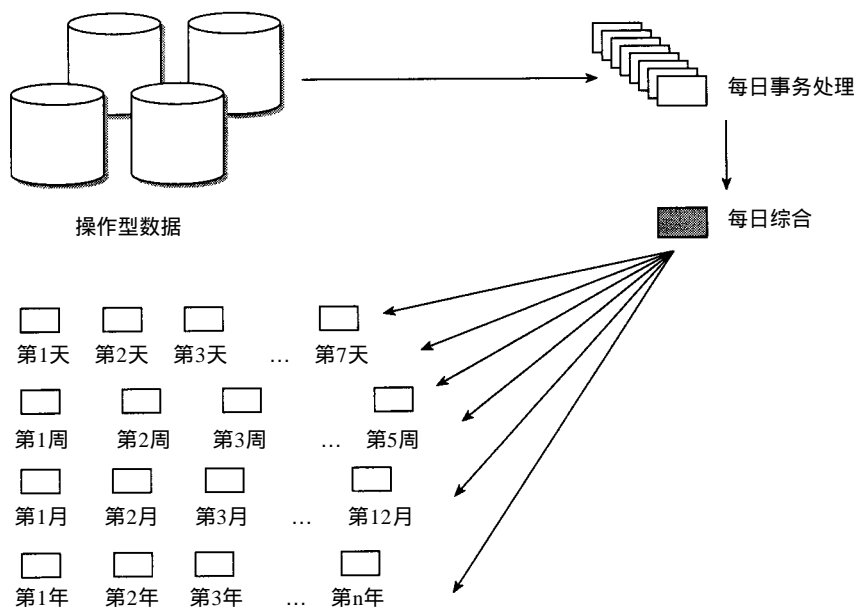 每日事务处理
操作型数据
每日综合
第1天 第2天 第3天 … 第7天
第1周 第2周 第3周 … 第5周
第1月 第2月 第3月 … 第12月
第1年 第2年 第3年 … 第n年